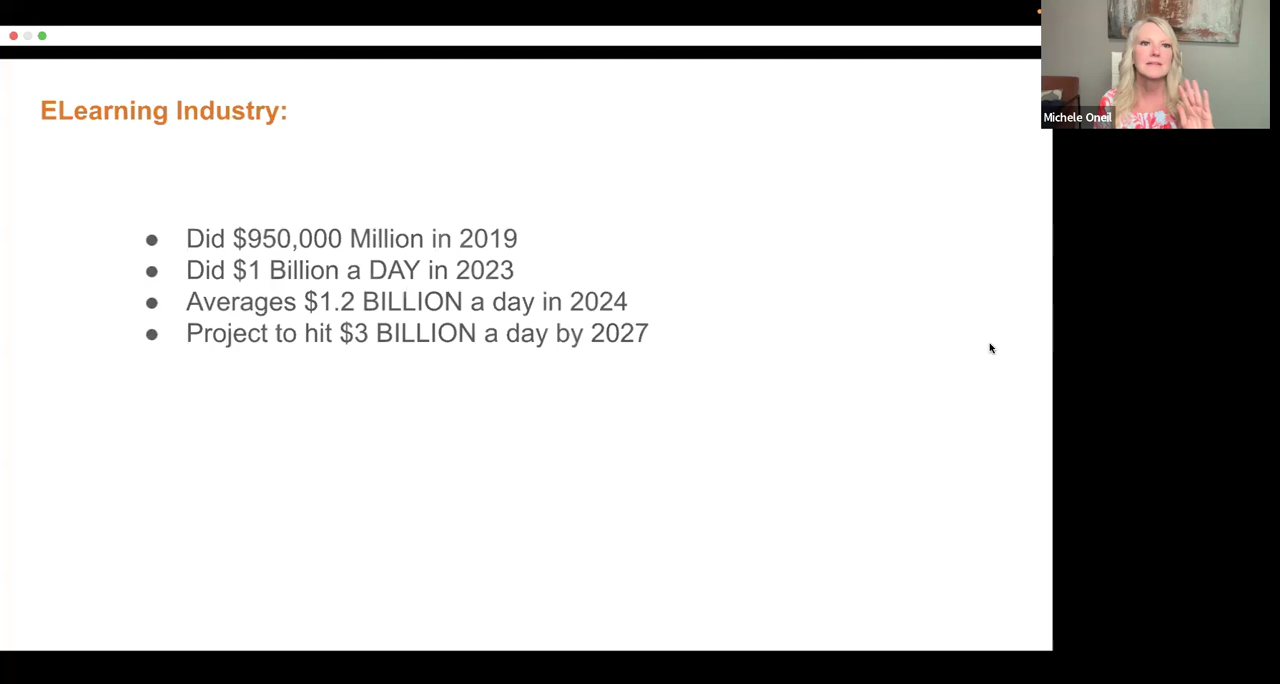 ELearning Industry:
● Did $950,000 Million in 2019
● Did $1 Billion a DAY in 2023
● Averages $1.2 BILLION a day in 2024
● Project to hit $3 BILLION a day by 2027
Michele Oneil